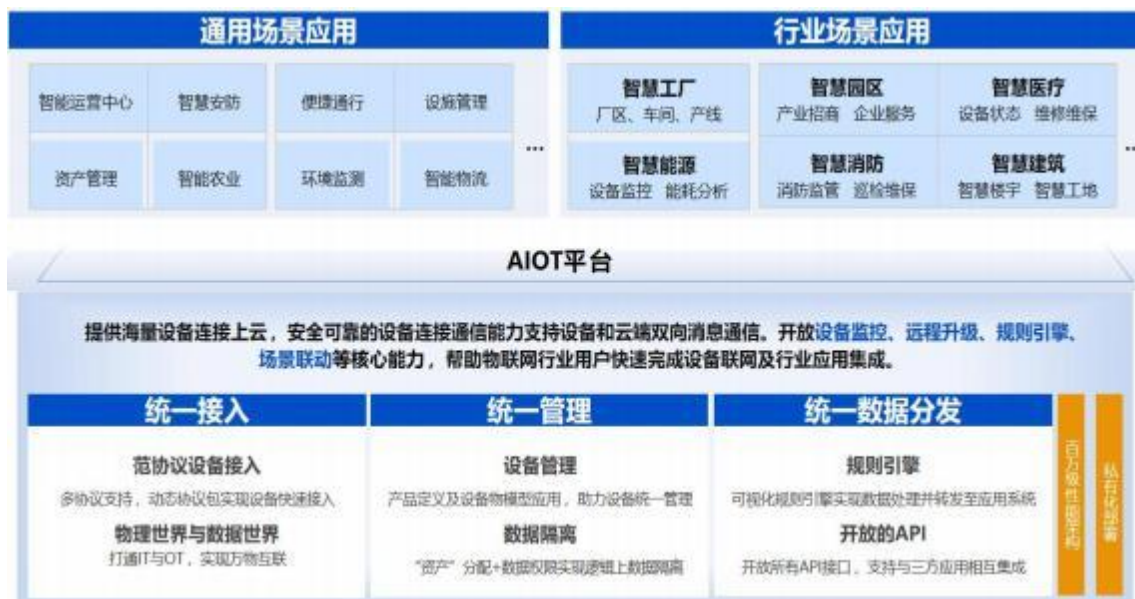 通用场景应用
智能运营中心 智慧安防 便捷通行 设施管理
资产管理 智能农业 环境监测 智能物流
...
行业场景应用
智慧工厂 智慧园区 智慧医疗
厂区、车间、产线 产业招商 企业服务 设备状态 维修维保
智慧能源 智慧消防 智慧建筑
设备监控 能耗分析 消防监管 巡检维保 智慧楼宇 智慧工地
...
AIOT平台
提供海量设备连接上云，安全可靠的设备连接通信能力支持设备和云端双向消息通信。开放设备监控、远程升级、规则引擎、
场景联动等核心能力，帮助物联网行业用户快速完成设备联网及行业应用集成。
统一接入
范协议设备接入
多协议支持，动态协议包实现设备快速接入
物理世界与数据世界
打通IT与OT，实现万物互联
统一管理
设备管理
产品定义及设备物模型应用，助力设备统一管理
数据隔离
“资产”分配+数据权限实现逻辑上数据隔离
统一数据分发
规则引擎
可视化规则引擎实现数据处理并转发至应用系统
开放的API
开放所有API接口，支持与三方应用相互集成
百万级性能架构
私有化部署